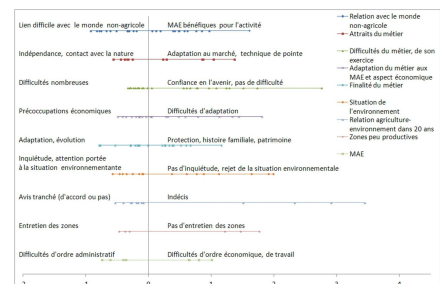 Lien difficile avec le monde non-agricole
MAE bénéfiques pour l'activité
Indépendance, contact avec la nature
Adaptation au marché, technique de pointe
Difficultés nombreuses
Confiance en l'avenir, pas de difficulté
Préoccupations économiques
Difficultés d'adaptation
Adaptation, évolution
Protection, histoire familiale, patrimoine
Inquiétude, attention portée
à la situation environnementante
Pas d'inquiétude, rejet de la situation environnementale
Avis tranché (d'accord ou pas)
Indécis
Entretien des zones
Pas d'entretien des zones
Difficultés d'ordre administratif
Difficultés d'ordre économique, de travail
Relation avec le monde
non-agricole
Attraits du métier
Difficultés du métier, de son
exercice
Adaptation du métier aux
MAE et aspect économique
Finalité du métier
Situation de
l'environnement
Relation agriculture-
environnement dans 20 ans
Zones peu productives
MAE
0 1 2 3 4